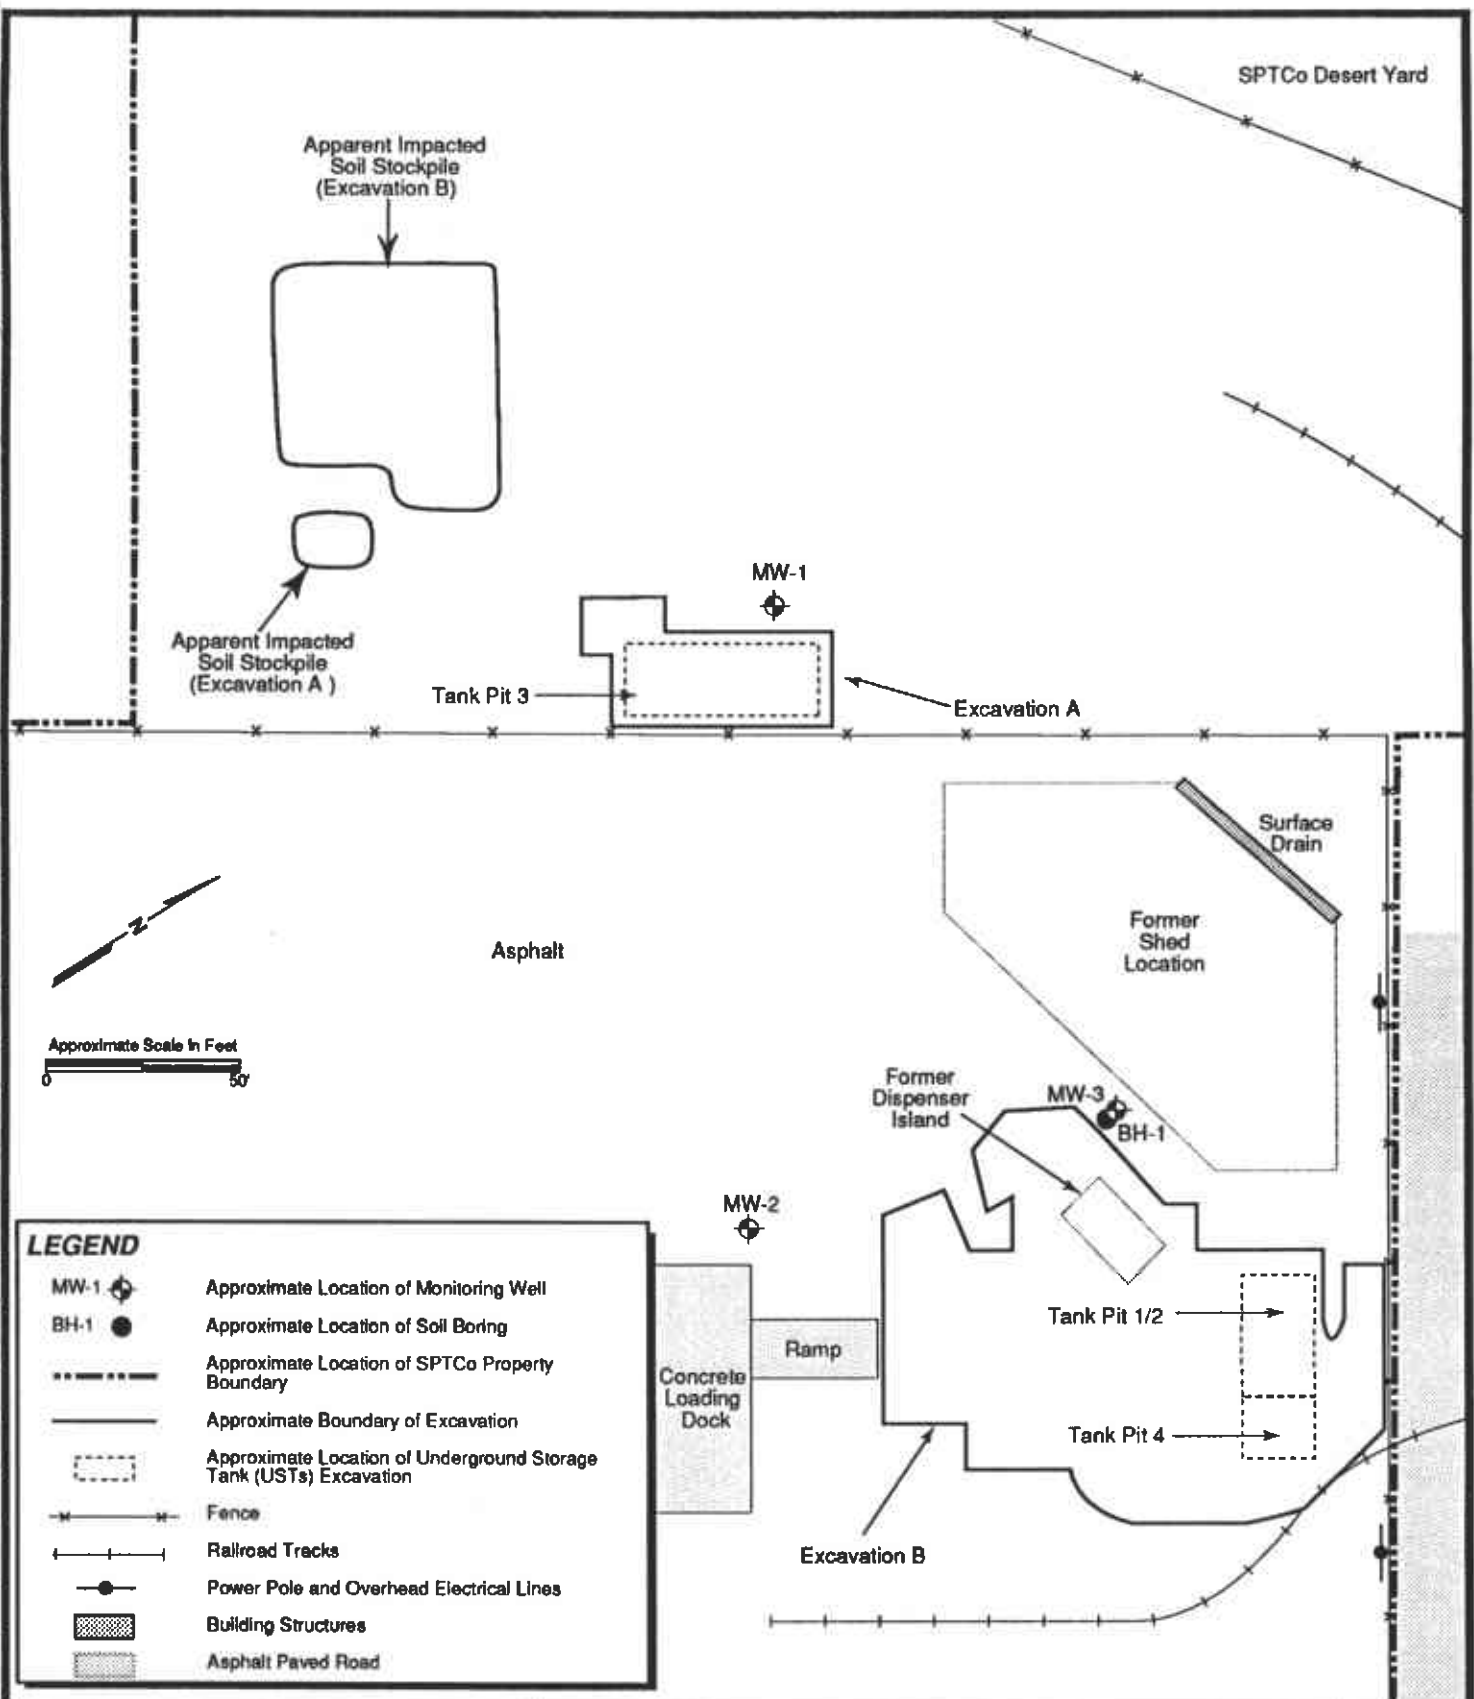 SPTCo Desert Yard
Apparent Impacted
Soil Stockpile
(Excavation B)
MW-1
Apparent Impacted
Soil Stockpile
(Excavation A )
Tank Pit 3
Excavation A
Surface
Drain
Former
Shed
Location
N
Asphalt
Approximate Scale in Feet
0
50'
Former
Dispenser
Island
MW-3
BH-1
MW-2
Tank Pit 1/2
Ramp
Concrete
Loading
Dock
Tank Pit 4
Excavation B
LEGEND
MW-1
Approximate Location of Monitoring Well
BH-1
Approximate Location of Soil Boring
Approximate Location of SPTCo Property
Boundary
Approximate Boundary of Excavation
Approximate Location of Underground Storage
Tank (USTs) Excavation
Fence
Railroad Tracks
Power Pole and Overhead Electrical Lines
Building Structures
Asphalt Paved Road